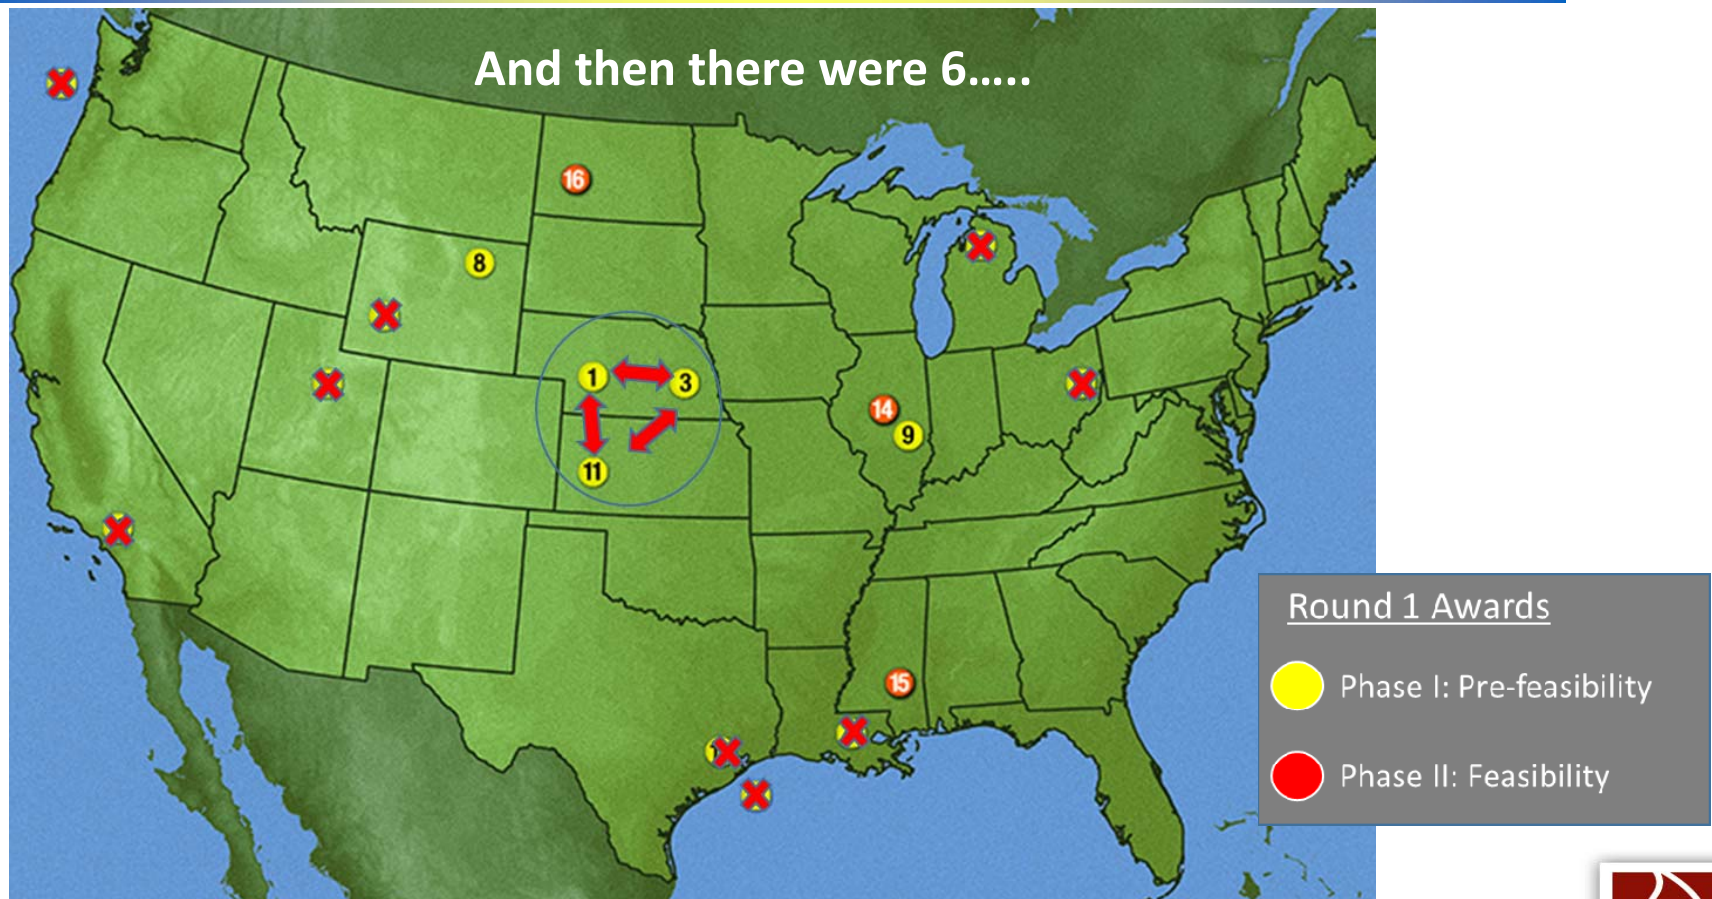 And then there were 6.....
16
8
1
3
14
9
11
15
Round 1 Awards
Phase I: Pre-feasibility
Phase II: Feasibility